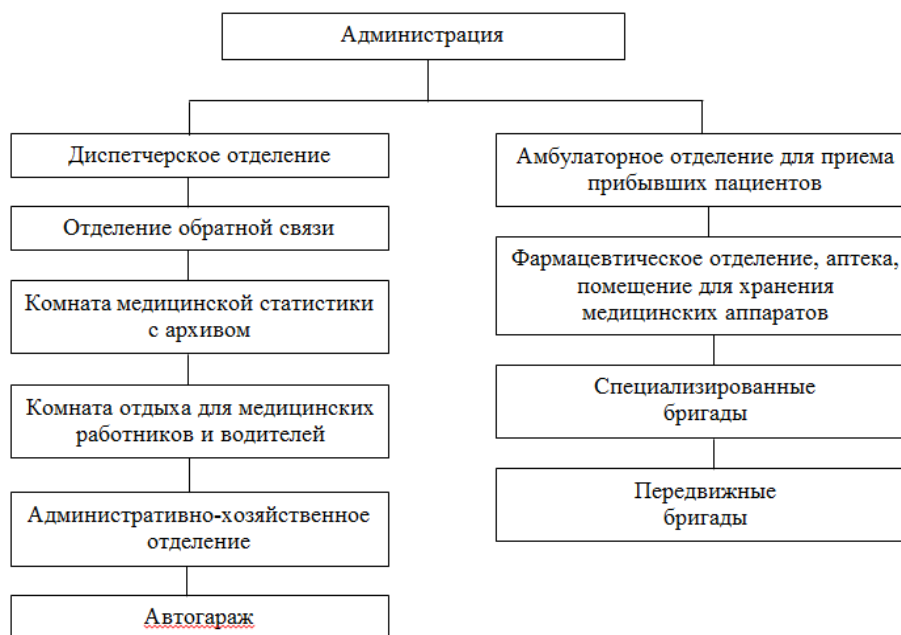 Администрация
Диспетчерское отделение
Отделение обратной связи
Комната медицинской статистики
с архивом
Комната отдыха для медицинских
работников и водителей
Административно-хозяйственное
отделение
Автогараж
Амбулаторное отделение для приема
прибывших пациентов
Фармацевтическое отделение, аптека,
помещение для хранения
медицинских аппаратов
Специализированные
бригады
Передвижные
бригады